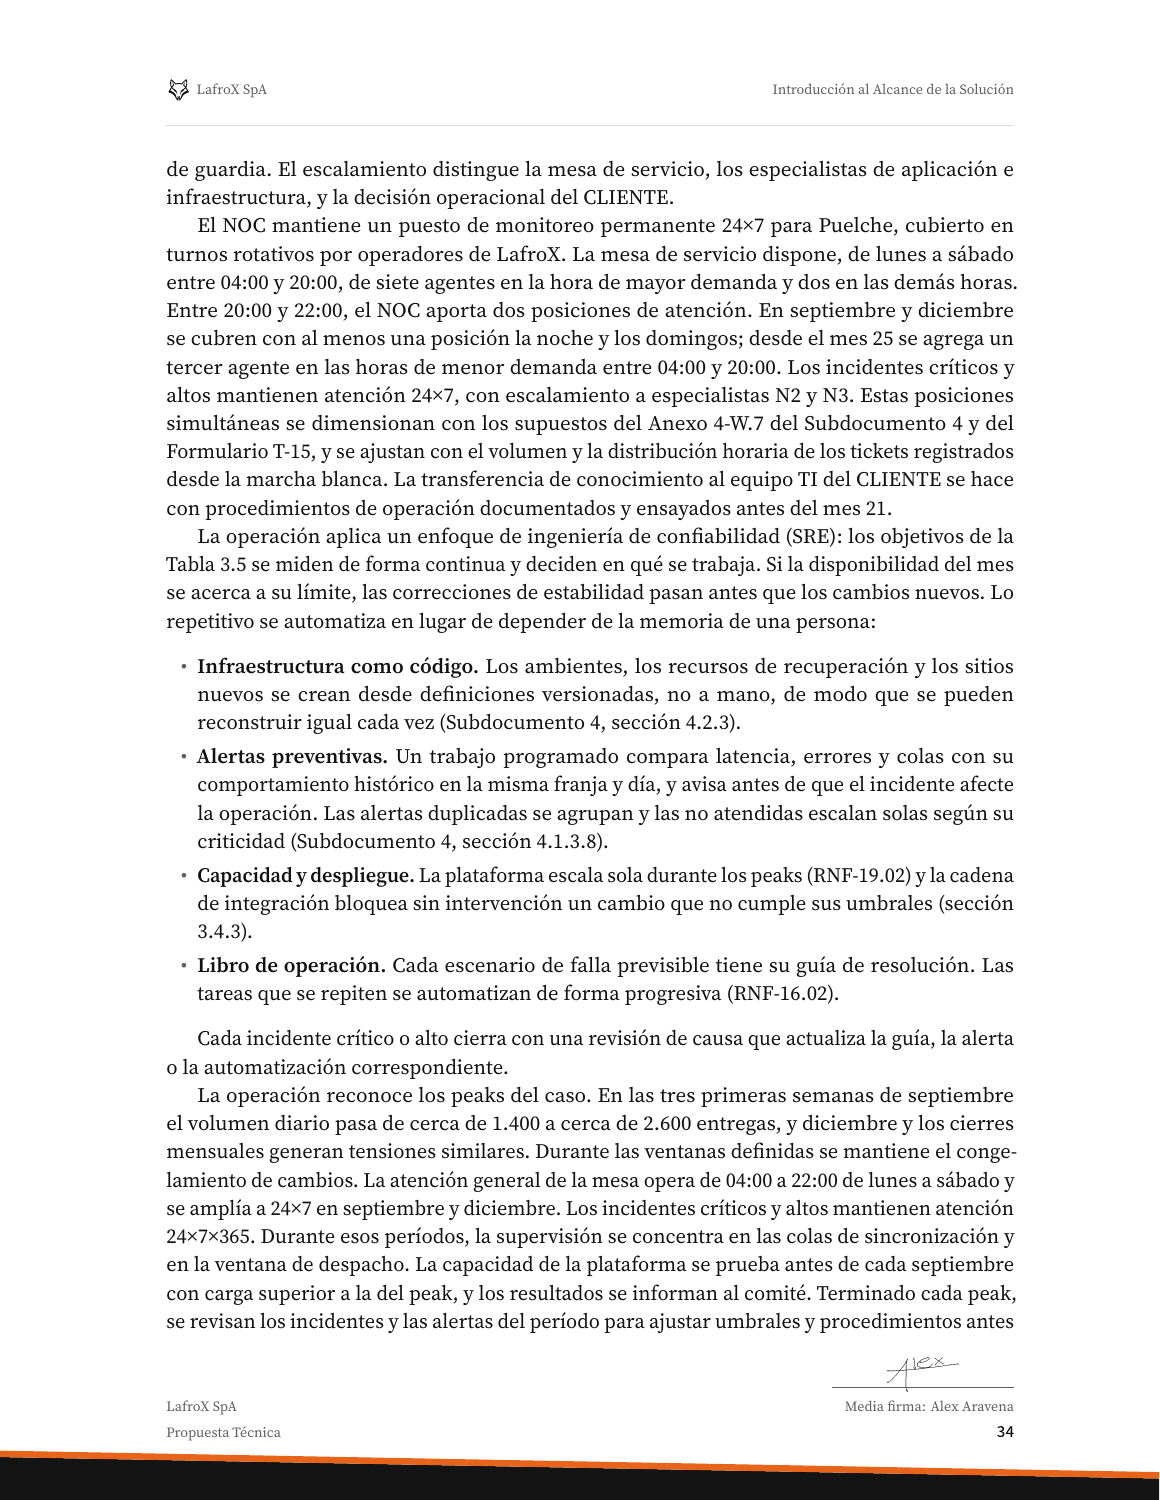 LafroX SpA
Introducción al Alcance de la Solución
de guardia. El escalamiento distingue la mesa de servicio, los especialistas de aplicación e
infraestructura, y la decisión operacional del CLIENTE.
El NOC mantiene un puesto de monitoreo permanente 24×7 para Puelche, cubierto en
turnos rotativos por operadores de LafroX. La mesa de servicio dispone, de lunes a sábado
entre 04:00 y 20:00, de siete agentes en la hora de mayor demanda y dos en las demás horas.
Entre 20:00 y 22:00, el NOC aporta dos posiciones de atención. En septiembre y diciembre
se cubren con al menos una posición la noche y los domingos; desde el mes 25 se agrega un
tercer agente en las horas de menor demanda entre 04:00 y 20:00. Los incidentes críticos y
altos mantienen atención 24×7, con escalamiento a especialistas N2 y N3. Estas posiciones
simultáneas se dimensionan con los supuestos del Anexo 4-W.7 del Subdocumento 4 y del
Formulario T-15, y se ajustan con el volumen y la distribución horaria de los tickets registrados
desde la marcha blanca. La transferencia de conocimiento al equipo TI del CLIENTE se hace
con procedimientos de operación documentados y ensayados antes del mes 21.
La operación aplica un enfoque de ingeniería de confiabilidad (SRE): los objetivos de la
Tabla 3.5 se miden de forma continua y deciden en qué se trabaja. Si la disponibilidad del mes
se acerca a su límite, las correcciones de estabilidad pasan antes que los cambios nuevos. Lo
repetitivo se automatiza en lugar de depender de la memoria de una persona:
• Infraestructura como código. Los ambientes, los recursos de recuperación y los sitios
nuevos se crean desde definiciones versionadas, no a mano, de modo que se pueden
reconstruir igual cada vez (Subdocumento 4, sección 4.2.3).
• Alertas preventivas. Un trabajo programado compara latencia, errores y colas con su
comportamiento histórico en la misma franja y día, y avisa antes de que el incidente afecte
la operación. Las alertas duplicadas se agrupan y las no atendidas escalan solas según su
criticidad (Subdocumento 4, sección 4.1.3.8).
• Capacidad y despliegue. La plataforma escala sola durante los peaks (RNF-19.02) y la cadena
de integración bloquea sin intervención un cambio que no cumple sus umbrales (sección
3.4.3).
• Libro de operación. Cada escenario de falla previsible tiene su guía de resolución. Las
tareas que se repiten se automatizan de forma progresiva (RNF-16.02).
Cada incidente crítico o alto cierra con una revisión de causa que actualiza la guía, la alerta
o la automatización correspondiente.
La operación reconoce los peaks del caso. En las tres primeras semanas de septiembre
el volumen diario pasa de cerca de 1.400 a cerca de 2.600 entregas, y diciembre y los cierres
mensuales generan tensiones similares. Durante las ventanas definidas se mantiene el conge-
lamiento de cambios. La atención general de la mesa opera de 04:00 a 22:00 de lunes a sábado y
se amplía a 24×7 en septiembre y diciembre. Los incidentes críticos y altos mantienen atención
24×7×365. Durante esos períodos, la supervisión se concentra en las colas de sincronización y
en la ventana de despacho. La capacidad de la plataforma se prueba antes de cada septiembre
con carga superior a la del peak, y los resultados se informan al comité. Terminado cada peak,
se revisan los incidentes y las alertas del período para ajustar umbrales y procedimientos antes
Alex
LafroX SpA
Media firma: Alex Aravena
Propuesta Técnica
34